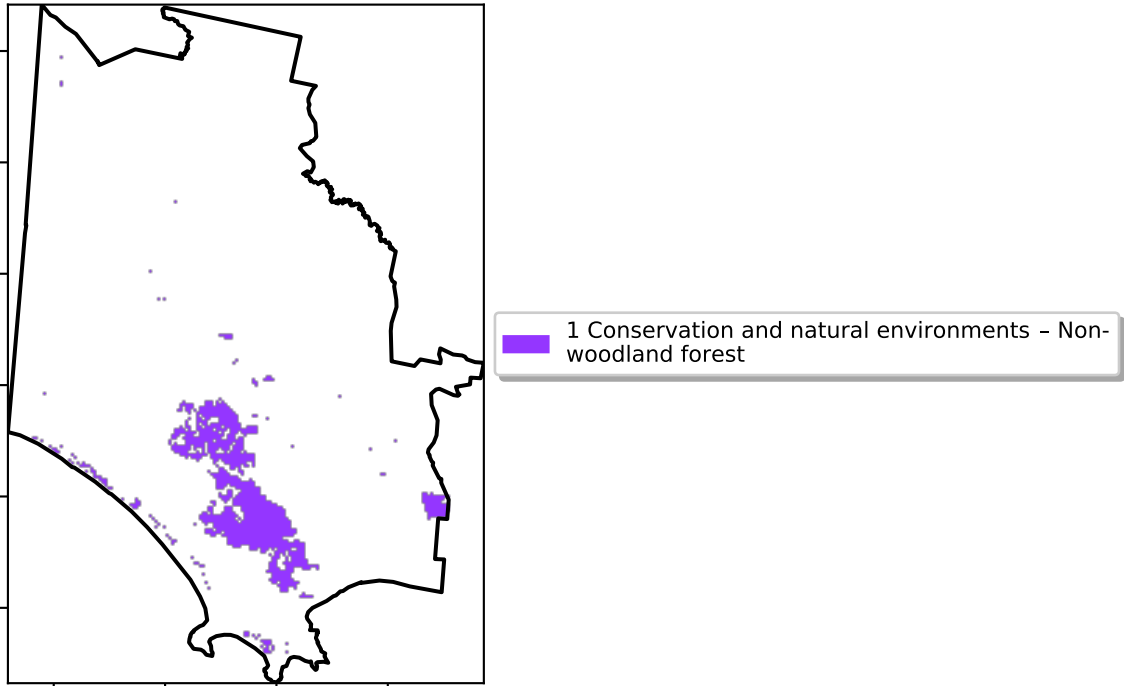 1 Conservation and natural environments – Non-
woodland forest